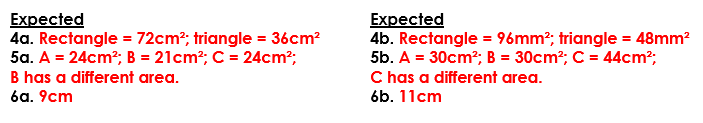 Expected
4a. Rectangle = 72cm²; triangle = 36cm²
5a. A = 24cm²; B = 21cm²; C = 24cm²;
B has a different area.
6a. 9cm
Expected
4b. Rectangle = 96mm²; triangle = 48mm²
5b. A = 30cm²; B = 30cm²; C = 44cm²;
C has a different area.
6b. 11cm